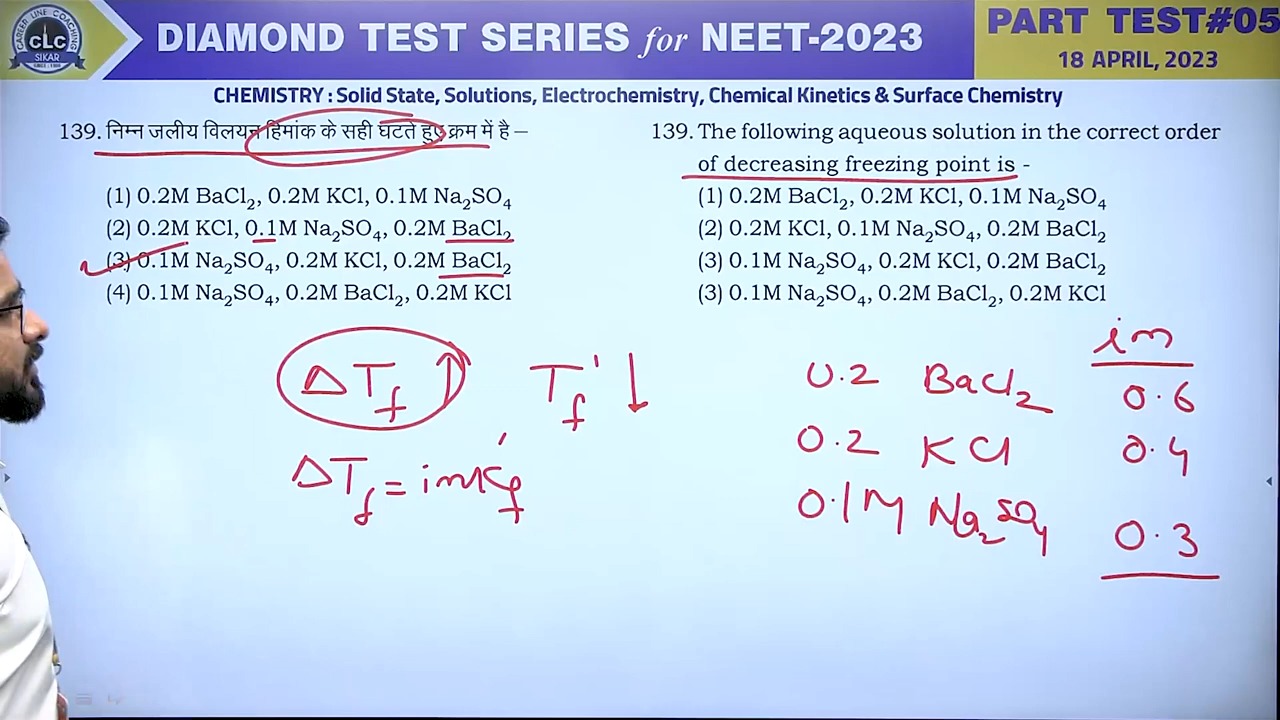 CAREER LINE COACHING
CLC
SIKAR
DIAMOND TEST SERIES for NEET-2023
PART TEST#05
18 APRIL, 2023
CHEMISTRY : Solid State, Solutions, Electrochemistry, Chemical Kinetics & Surface Chemistry
139. निम्न जलीय विलयन हिमांक के सही घटते हुए क्रम में है –
(1) 0.2M BaCl₂, 0.2M KCl, 0.1M Na₂SO₄
(2) 0.2M KCl, 0.1M Na₂SO₄, 0.2M BaCl₂
(3) 0.1M Na₂SO₄, 0.2M KCl, 0.2M BaCl₂
(4) 0.1M Na₂SO₄, 0.2M BaCl₂, 0.2M KCl
139. The following aqueous solution in the correct order
of decreasing freezing point is -
(1) 0.2M BaCl₂, 0.2M KCl, 0.1M Na₂SO₄
(2) 0.2M KCl, 0.1M Na₂SO₄, 0.2M BaCl₂
(3) 0.1M Na₂SO₄, 0.2M KCl, 0.2M BaCl₂
(3) 0.1M Na₂SO₄, 0.2M BaCl₂, 0.2M KCl
ΔTf ↑ Tf' ↓
ΔTf = imKf
im
0.2 BaCl₂ 0.6
0.2 KCl 0.4
0.1M Na₂SO₄ 0.3